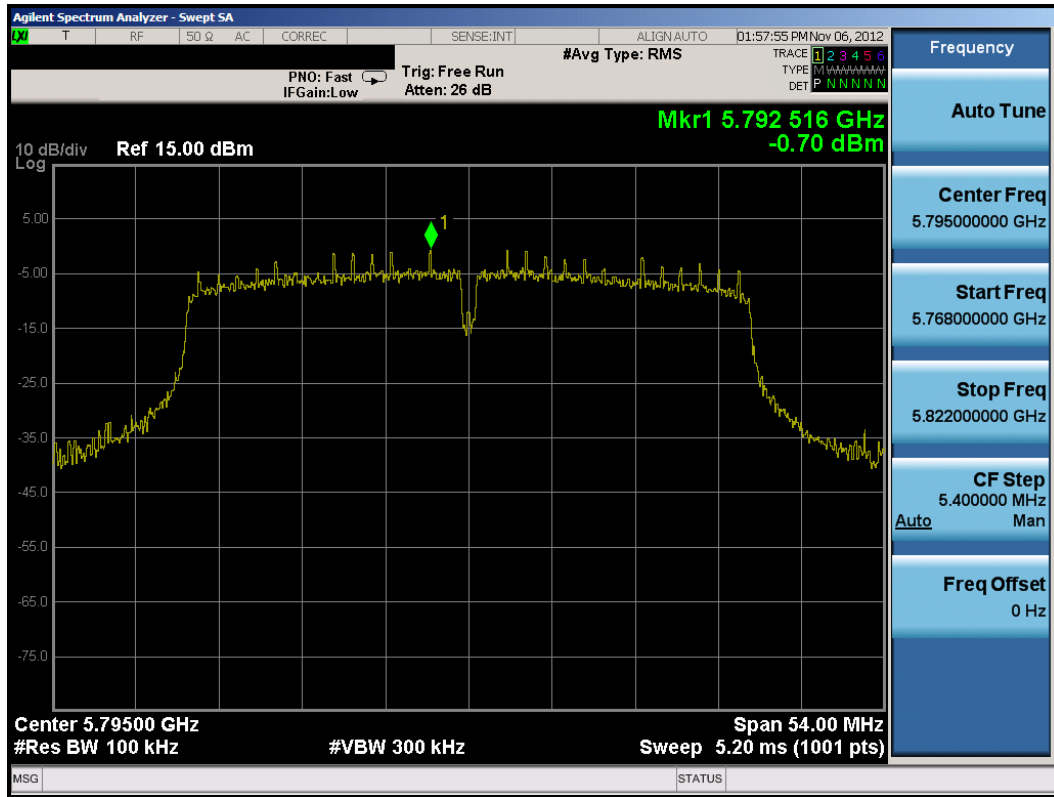 Agilent Spectrum Analyzer - Swept SA
LXI T RF 50 Ω AC CORREC SENSE:INT ALIGN AUTO 01:57:55 PM Nov 06, 2012
Frequency
#Avg Type: RMS
TRACE 1 2 3 4 5 6
PNO: Fast Trig: Free Run
TYPE M WWWWW
IFGain:Low Atten: 26 dB
DET P N N N N N
Auto Tune
Mkr1 5.792 516 GHz
10 dB/div Ref 15.00 dBm -0.70 dBm
Log
1
5.00
-5.00
-15.0
-25.0
-35.0
-45.0
-55.0
-65.0
-75.0
Center Freq
5.795000000 GHz
Start Freq
5.768000000 GHz
Stop Freq
5.822000000 GHz
CF Step
5.400000 MHz
Auto Man
Freq Offset
0 Hz
Center 5.79500 GHz Span 54.00 MHz
#Res BW 100 kHz #VBW 300 kHz Sweep 5.20 ms (1001 pts)
MSG STATUS